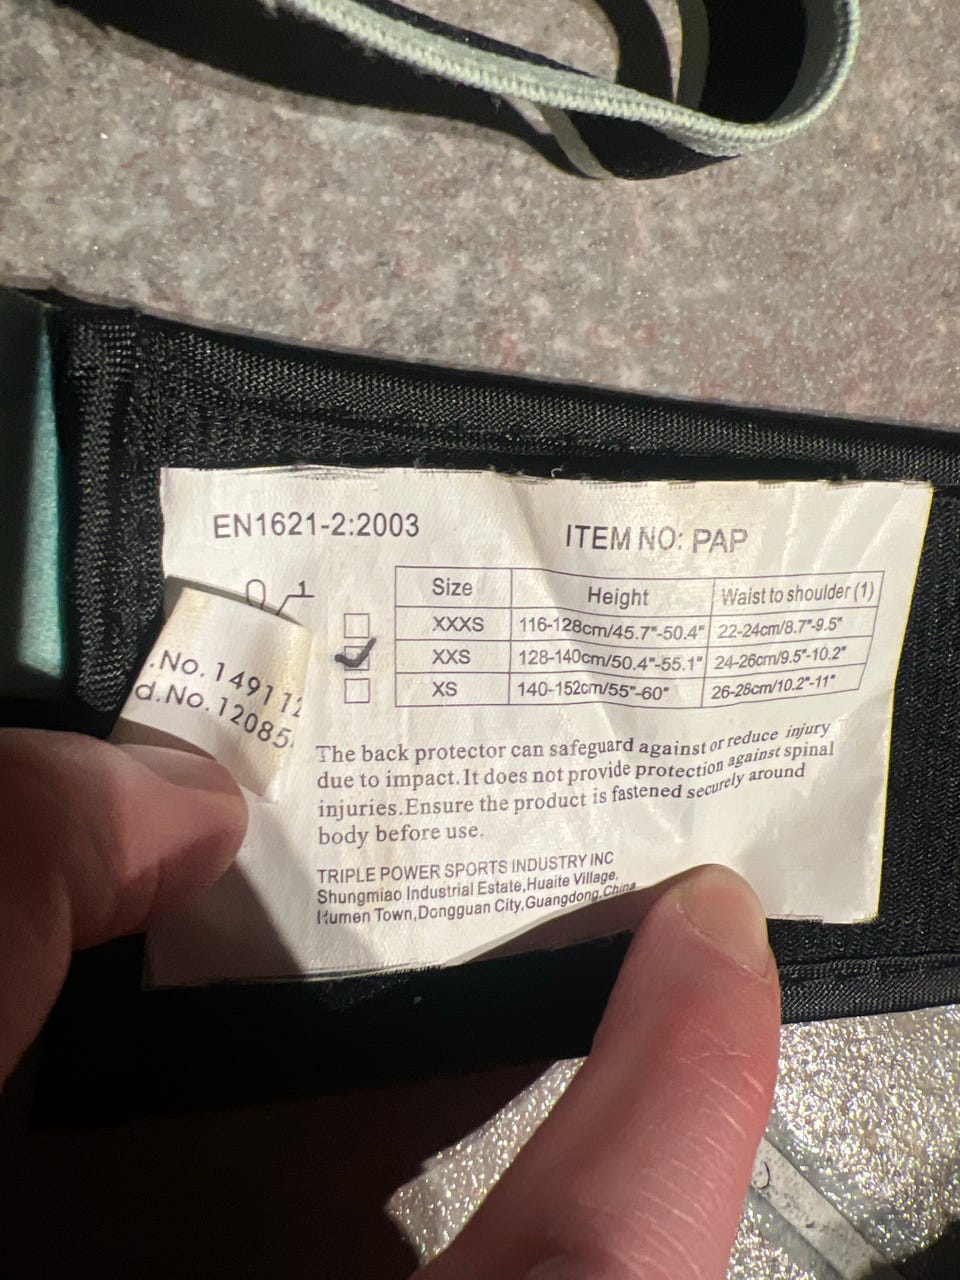 EN1621-2:2003
ITEM NO: PAP
Size Height Waist to shoulder (1)
XXXS 116-128cm/45.7"-50.4" 22-24cm/8.7"-9.5"
XXS 128-140cm/50.4"-55.1" 24-26cm/9.5"-10.2"
XS 140-152cm/55"-60" 26-28cm/10.2"-11"
.No.149112
d.No.12085
The back protector can safeguard against or reduce injury
due to impact.It does not provide protection against spinal
injuries.Ensure the product is fastened securely around
body before use.
TRIPLE POWER SPORTS INDUSTRY INC
Shungmiao Industrial Estate,Huaite Village,
Humen Town,Dongguan City,Guangdong,China